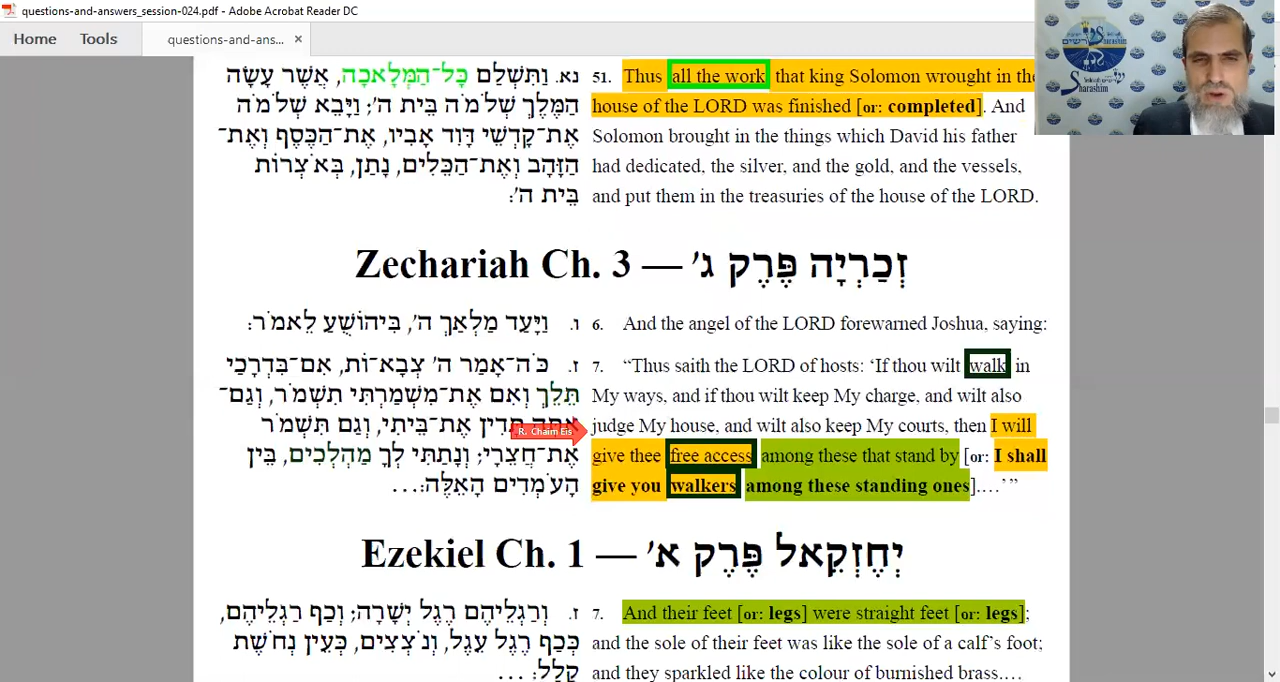 questions-and-answers_session-024.pdf - Adobe Acrobat Reader DC
Home Tools questions-and-ans... ×
נא. וַתִּשְׁלַם כָּל־הַמְּלָאכָה, אֲשֶׁר עָשָׂה
הַמֶּלֶךְ שְׁלֹמֹה בֵּית ה'; וַיָּבֵא שְׁלֹמֹה
אֶת־קָדְשֵׁי דָּוִד אָבִיו, אֶת־הַכֶּסֶף וְאֶת־
הַזָּהָב וְאֶת־הַכֵּלִים, נָתַן, בְּאֹצְרוֹת
בֵּית ה':
51. Thus all the work that king Solomon wrought in the
house of the LORD was finished [or: completed]. And
Solomon brought in the things which David his father
had dedicated, the silver, and the gold, and the vessels,
and put them in the treasuries of the house of the LORD.
Zechariah Ch. 3 — זְכַרְיָה פֶּרֶק ג'
ו. וַיָּעַד מַלְאַךְ ה', בִּיהוֹשֻׁעַ לֵאמֹר:
6. And the angel of the LORD forewarned Joshua, saying:
ז. כֹּה־אָמַר ה' צְבָא־וֹת, אִם־בִּדְרָכַי
תֵּלֵךְ וְאִם אֶת־מִשְׁמַרְתִּי תִשְׁמֹר, וְגַם־
אַתָּה תָּדִין אֶת־בֵּיתִי, וְגַם תִּשְׁמֹר
אֶת־חֲצֵרָי; וְנָתַתִּי לְךָ מַהְלְכִים, בֵּין
הָעֹמְדִים הָאֵלֶּה:...
R. Chaim Eis
7. “Thus saith the LORD of hosts: ‘If thou wilt walk in
My ways, and if thou wilt keep My charge, and wilt also
judge My house, and wilt also keep My courts, then I will
give thee free access among these that stand by [or: I shall
give you walkers among these standing ones].…’”
Ezekiel Ch. 1 — יְחֶזְקֵאל פֶּרֶק א'
ז. וְרַגְלֵיהֶם רֶגֶל יְשָׁרָה; וְכַף רַגְלֵיהֶם,
כְּכַף רֶגֶל עֵגֶל, וְנֹצְצִים, כְּעֵין נְחֹשֶׁת
קָלָל: ...
7. And their feet [or: legs] were straight feet [or: legs];
and the sole of their feet was like the sole of a calf’s foot;
and they sparkled like the colour of burnished brass.…